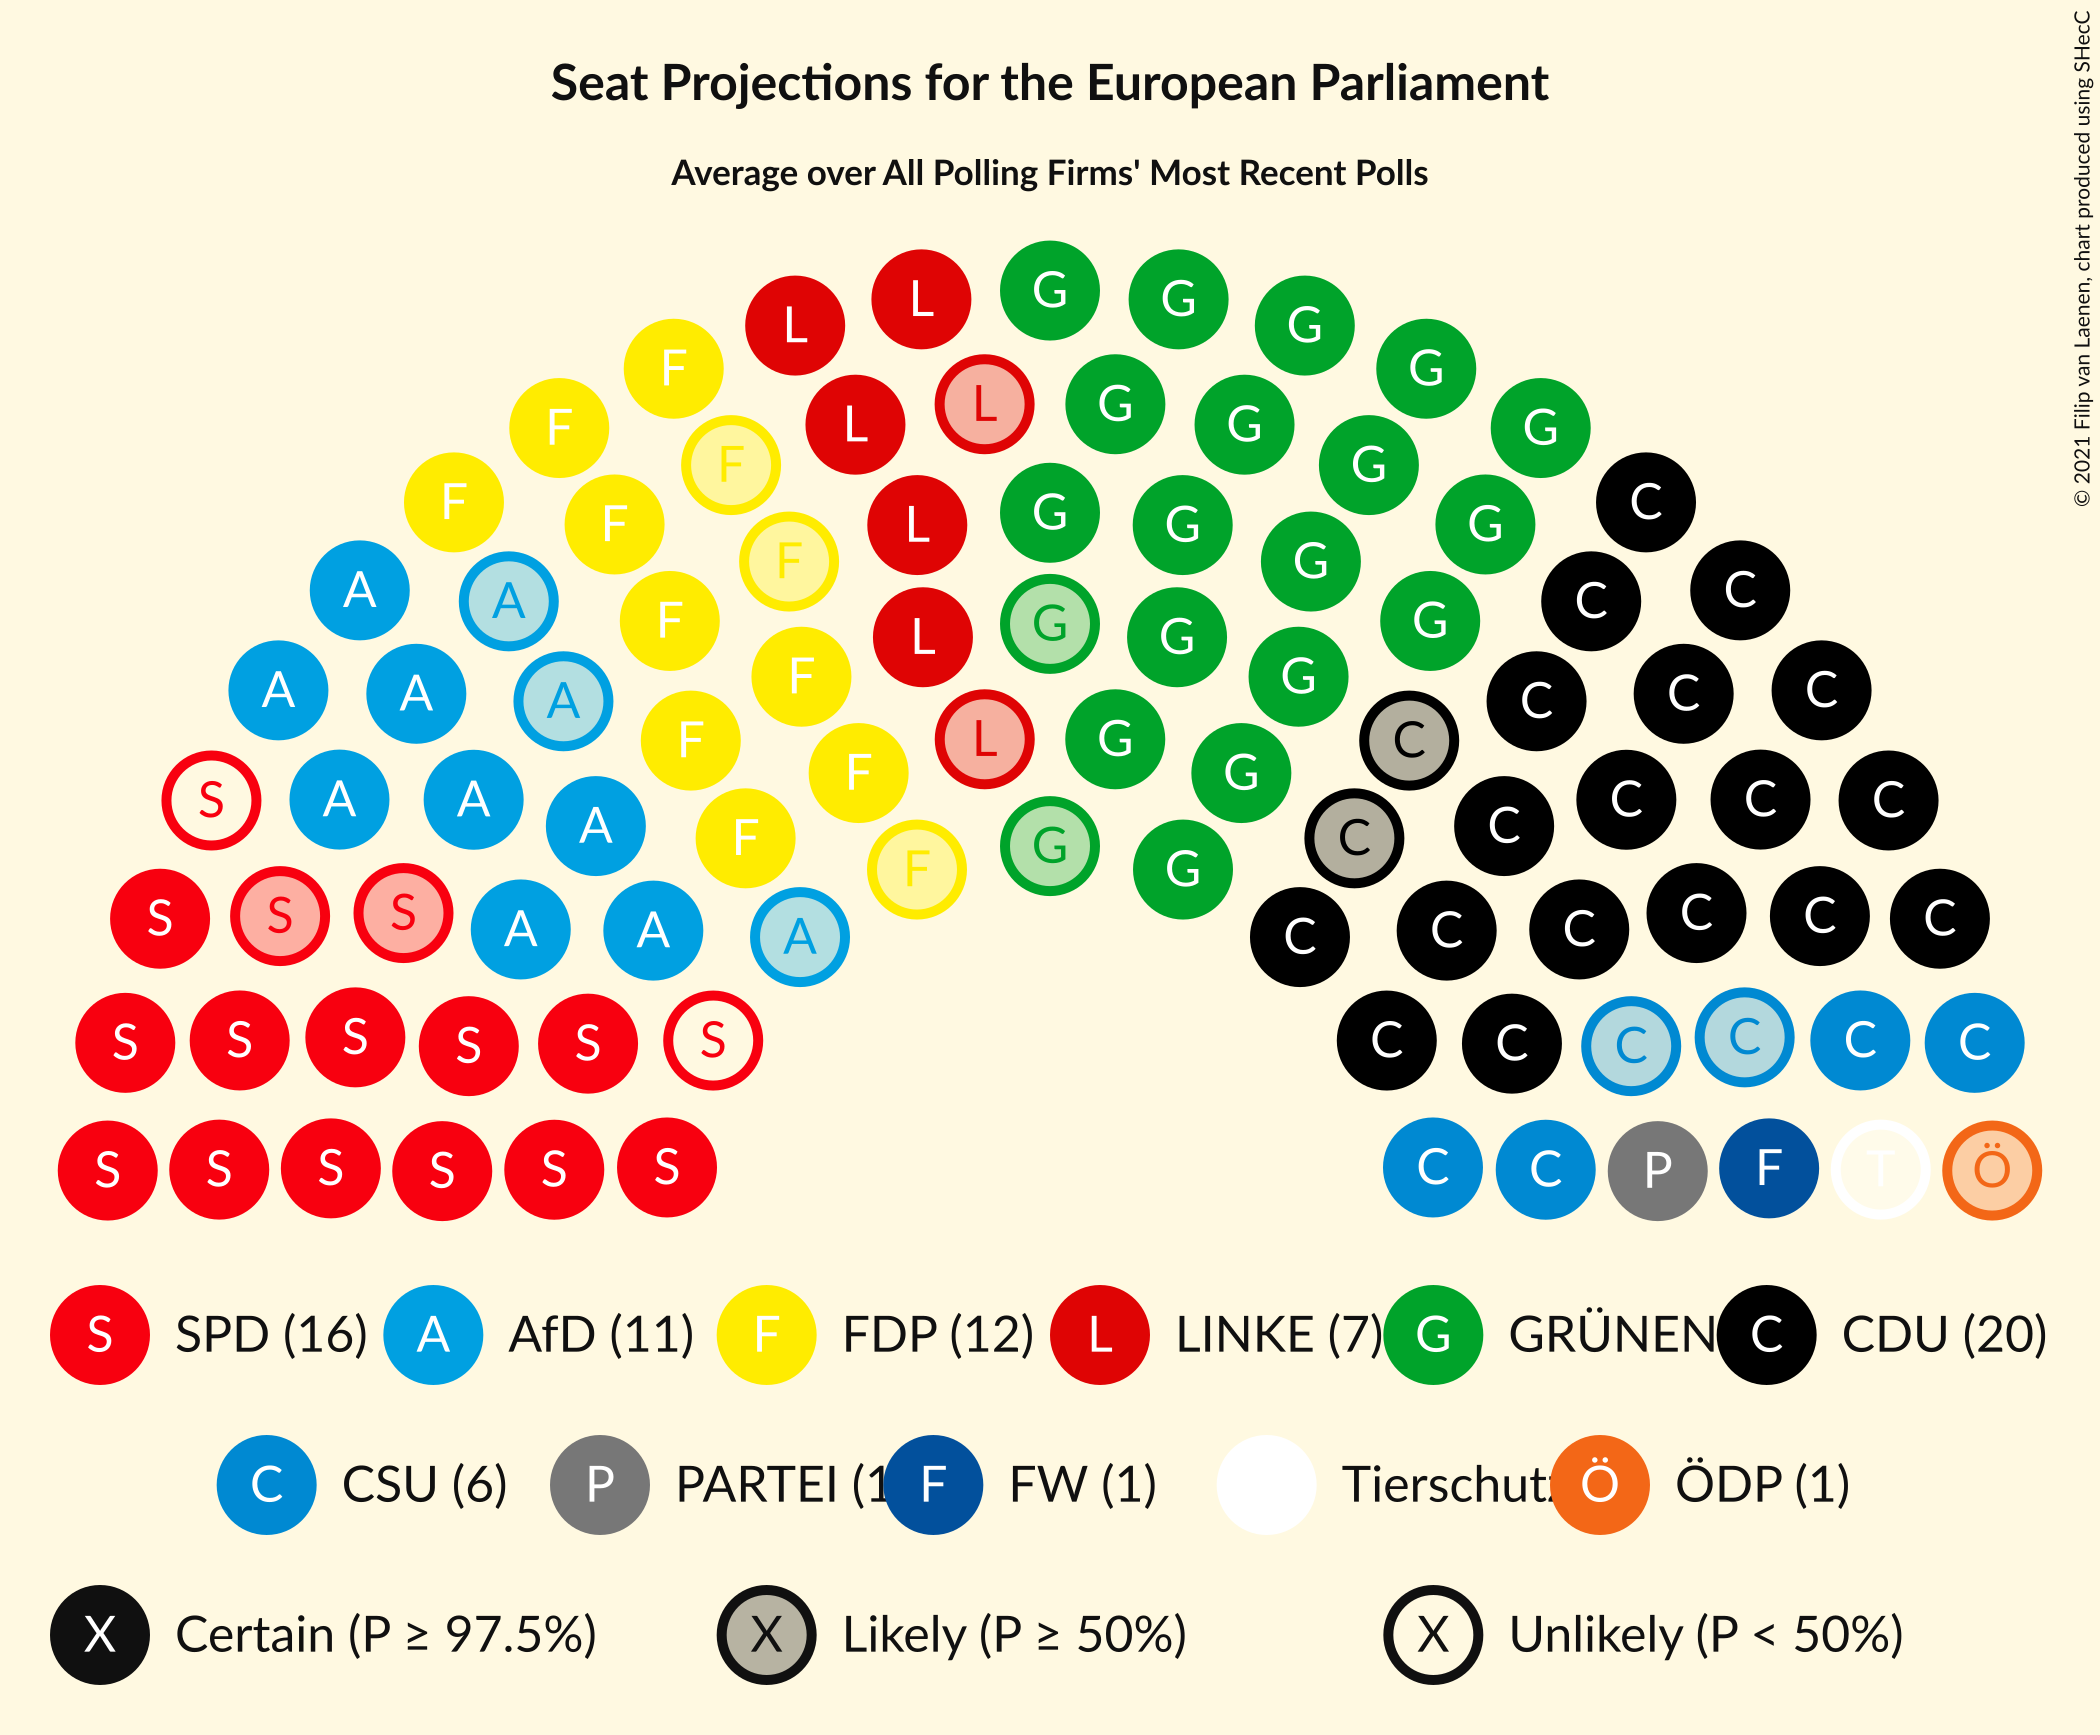 Seat Projections for the European Parliament
Average over All Polling Firms' Most Recent Polls
© 2021 Filip van Laenen, chart produced using SHecC
L L G G G
F L L G G G G
F F F L G G G G G C
F F F L G G G G C C
A A F F L G G C C C C
A A A F F L G G C C C C
S A A A F F F G G C C C C C
S S S A A A C C C C C C
S S S S S S C C C C C C
S S S S S S C C P F T Ö
S SPD (16) A AfD (11) F FDP (12) L LINKE (7) G GRÜNEN C CDU (20)
C CSU (6) P PARTEI (1 F FW (1) Tierschutz Ö ÖDP (1)
X Certain (P ≥ 97.5%) X Likely (P ≥ 50%) X Unlikely (P < 50%)